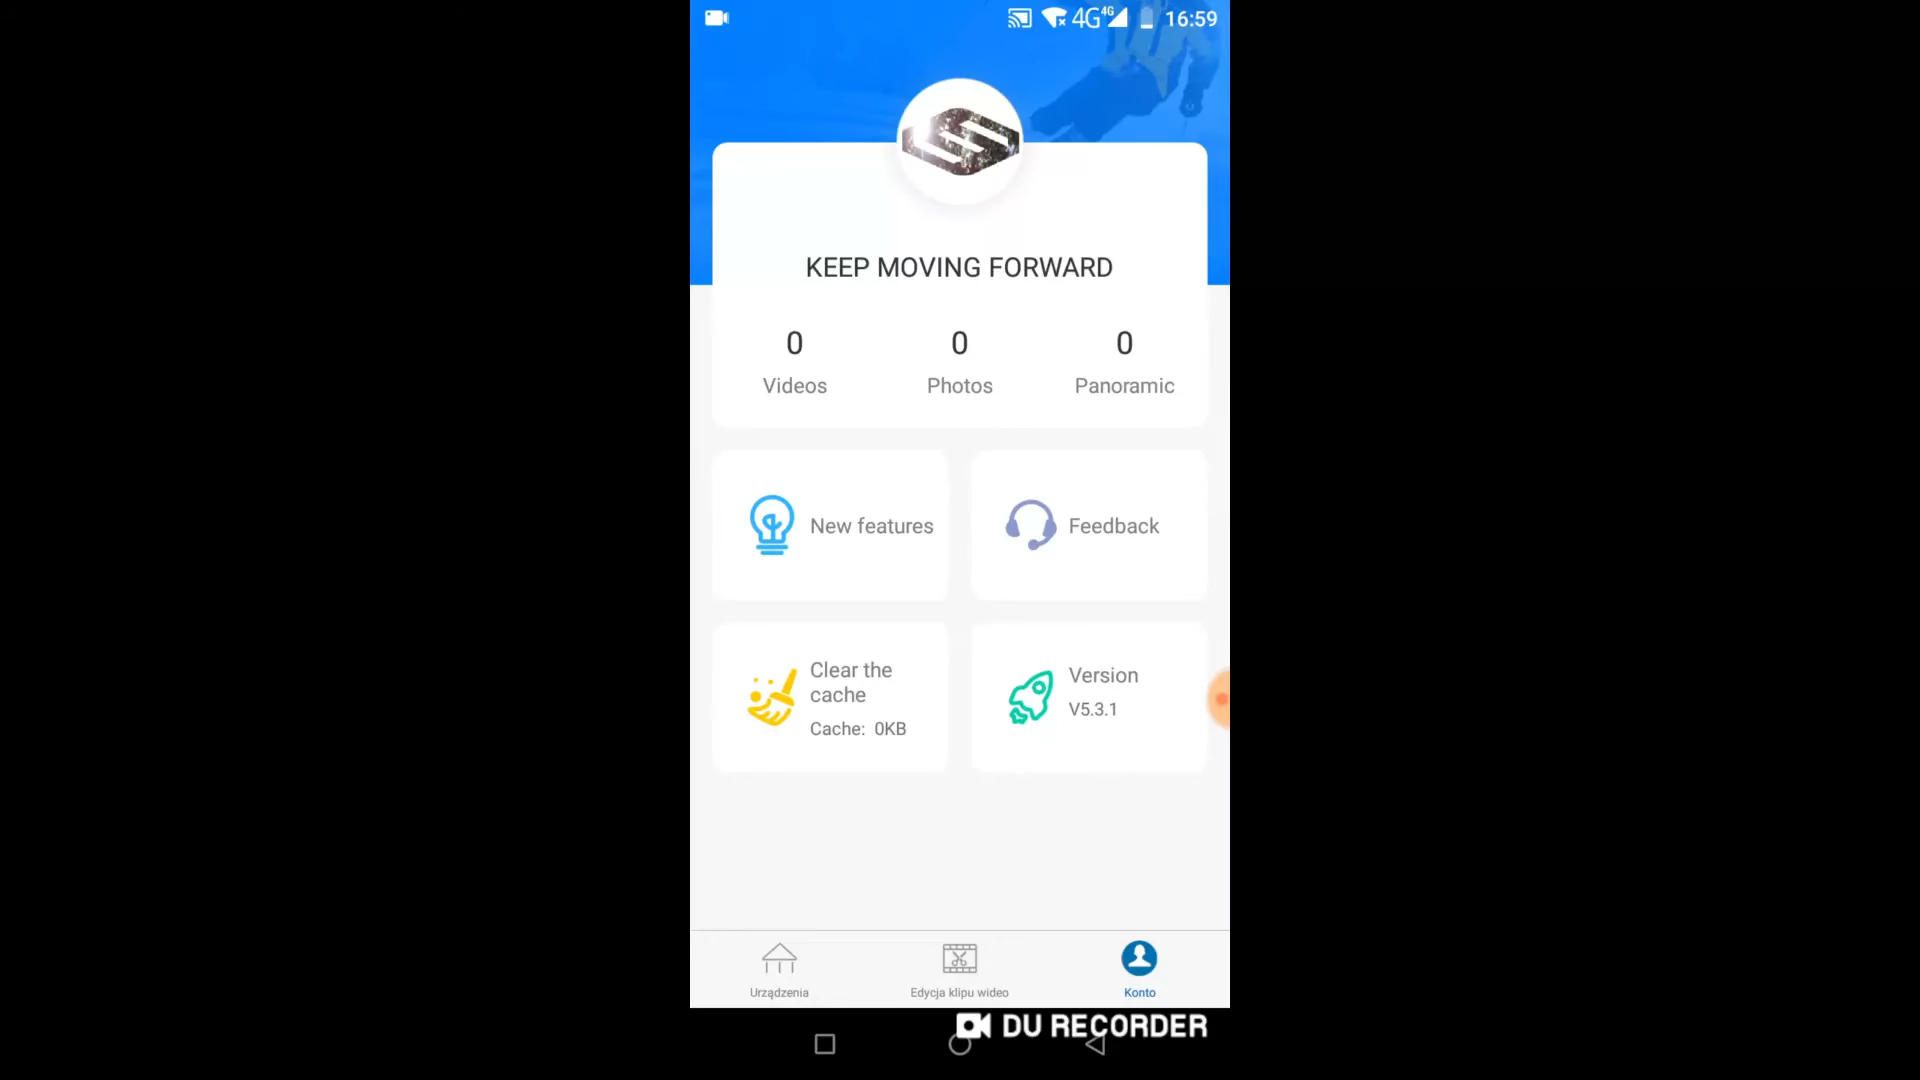 4G 4G 16:59
KEEP MOVING FORWARD
0 0 0
Videos Photos Panoramic
New features Feedback
Clear the
cache
Cache: 0KB
Version
V5.3.1
Urządzenia Edycja klipu wideo Konto
DU RECORDER